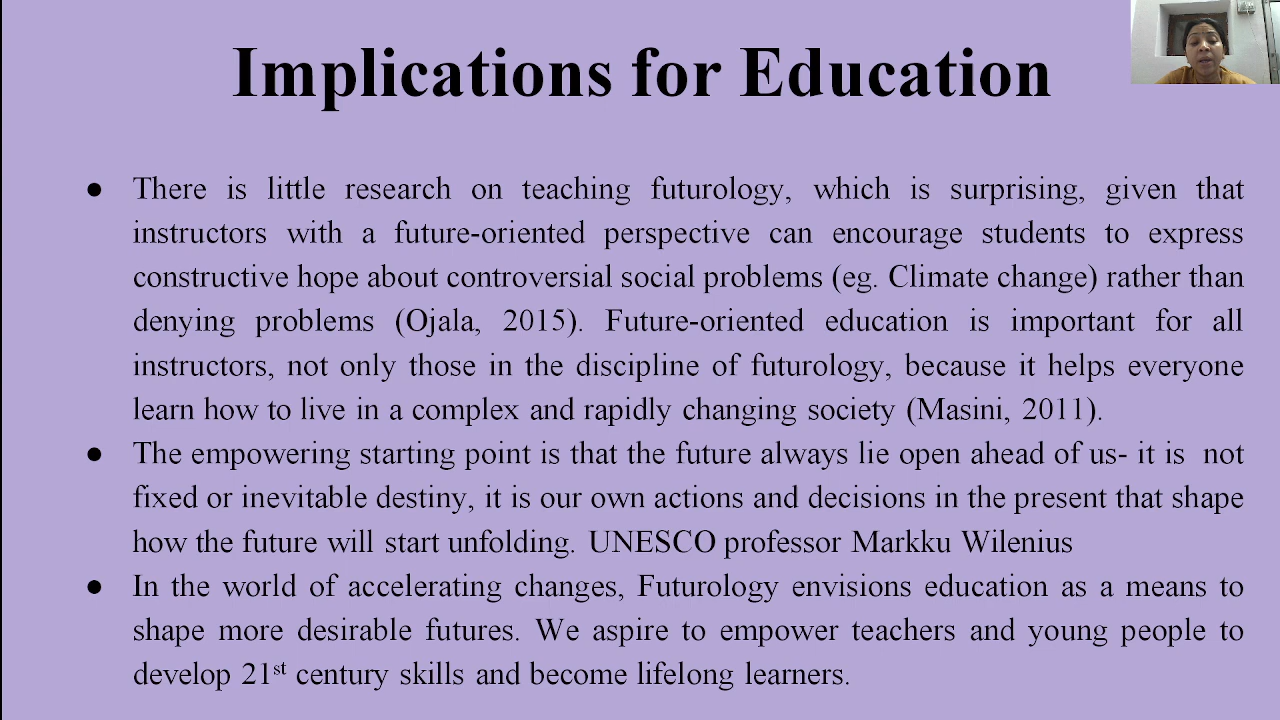 Implications for Education
● There is little research on teaching futurology, which is surprising, given that
instructors with a future-oriented perspective can encourage students to express
constructive hope about controversial social problems (eg. Climate change) rather than
denying problems (Ojala, 2015). Future-oriented education is important for all
instructors, not only those in the discipline of futurology, because it helps everyone
learn how to live in a complex and rapidly changing society (Masini, 2011).
● The empowering starting point is that the future always lie open ahead of us- it is  not
fixed or inevitable destiny, it is our own actions and decisions in the present that shape
how the future will start unfolding. UNESCO professor Markku Wilenius
● In the world of accelerating changes, Futurology envisions education as a means to
shape more desirable futures. We aspire to empower teachers and young people to
develop 21st century skills and become lifelong learners.